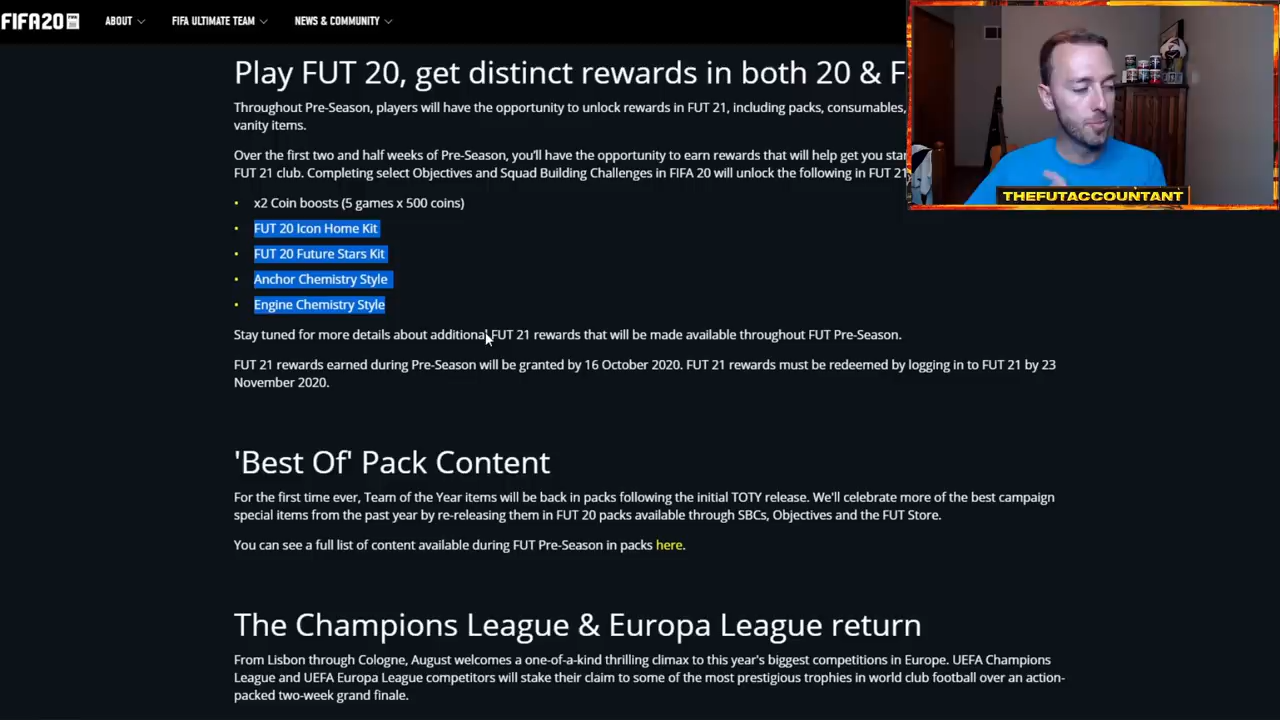 FIFA20
ABOUT
FIFA ULTIMATE TEAM
NEWS & COMMUNITY
Play FUT 20, get distinct rewards in both 20 & F
Throughout Pre-Season, players will have the opportunity to unlock rewards in FUT 21, including packs, consumables,
vanity items.
Over the first two and half weeks of Pre-Season, you'll have the opportunity to earn rewards that will help get you star
FUT 21 club. Completing select Objectives and Squad Building Challenges in FIFA 20 will unlock the following in FUT 21
• x2 Coin boosts (5 games x 500 coins)
• FUT 20 Icon Home Kit
• FUT 20 Future Stars Kit
• Anchor Chemistry Style
• Engine Chemistry Style
Stay tuned for more details about additional FUT 21 rewards that will be made available throughout FUT Pre-Season.
FUT 21 rewards earned during Pre-Season will be granted by 16 October 2020. FUT 21 rewards must be redeemed by logging in to FUT 21 by 23
November 2020.
'Best Of' Pack Content
For the first time ever, Team of the Year items will be back in packs following the initial TOTY release. We'll celebrate more of the best campaign
special items from the past year by re-releasing them in FUT 20 packs available through SBCs, Objectives and the FUT Store.
You can see a full list of content available during FUT Pre-Season in packs here.
The Champions League & Europa League return
From Lisbon through Cologne, August welcomes a one-of-a-kind thrilling climax to this year's biggest competitions in Europe. UEFA Champions
League and UEFA Europa League competitors will stake their claim to some of the most prestigious trophies in world club football over an action-
packed two-week grand finale.
THEFUTACCOUNTANT